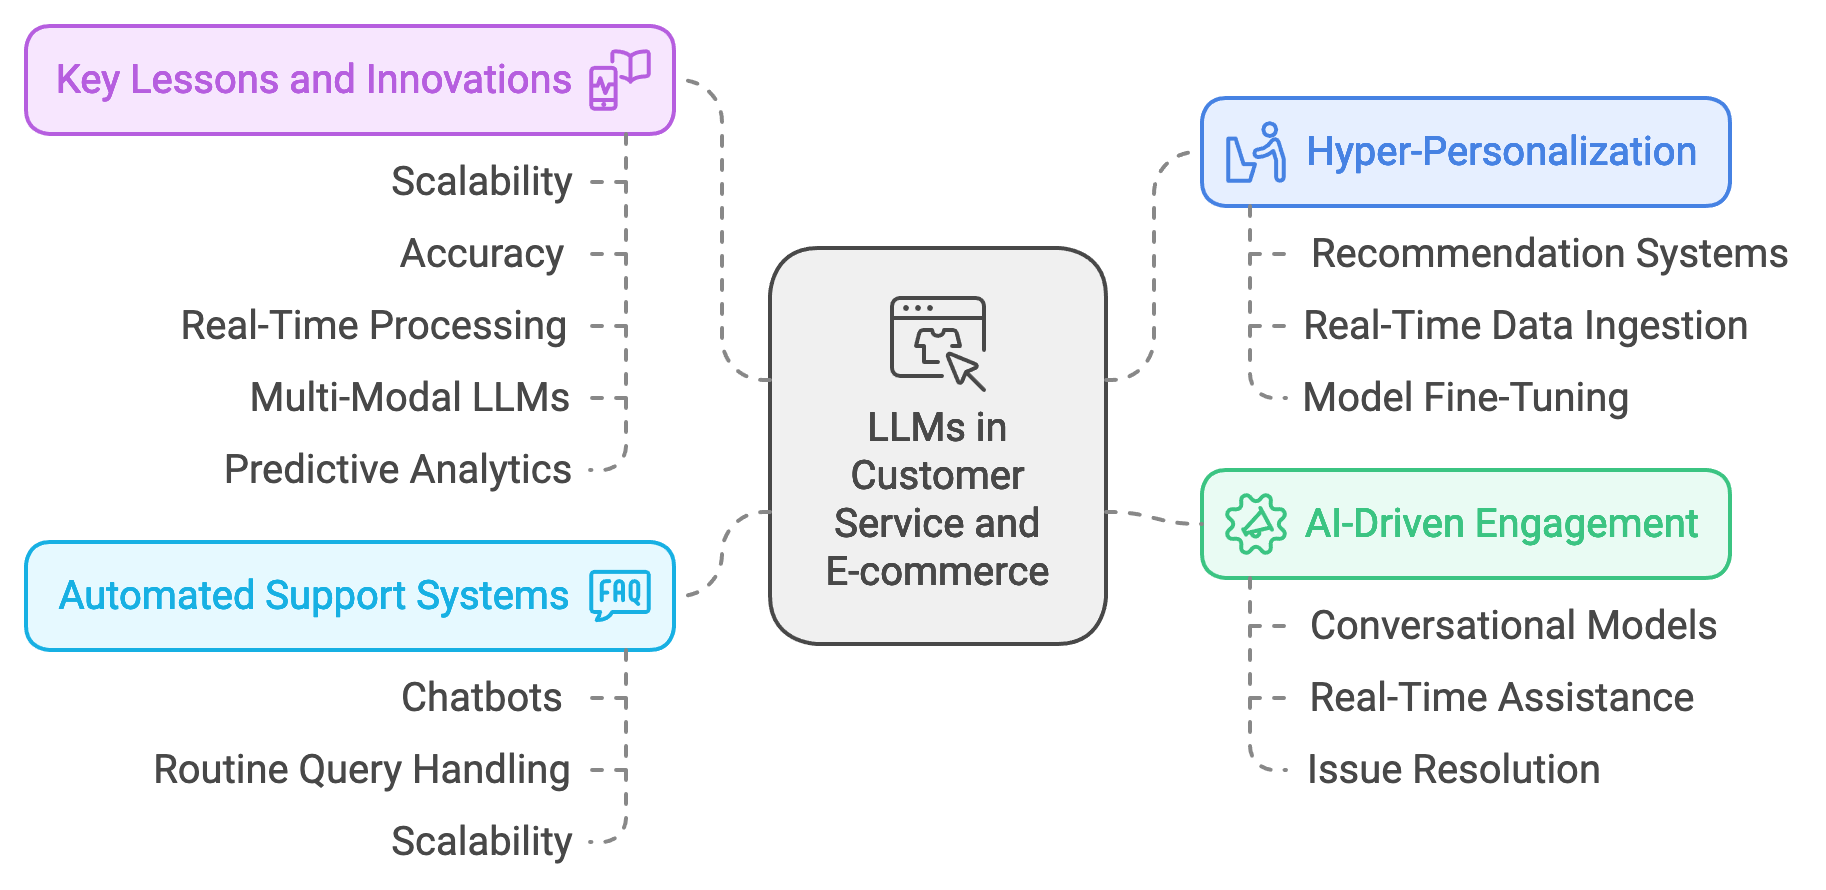 Key Lessons and Innovations
Scalability
Accuracy
Real-Time Processing
Multi-Modal LLMs
Predictive Analytics
Automated Support Systems
FAQ
Chatbots
Routine Query Handling
Scalability
LLMs in
Customer
Service and
E-commerce
Hyper-Personalization
Recommendation Systems
Real-Time Data Ingestion
Model Fine-Tuning
AI-Driven Engagement
Conversational Models
Real-Time Assistance
Issue Resolution